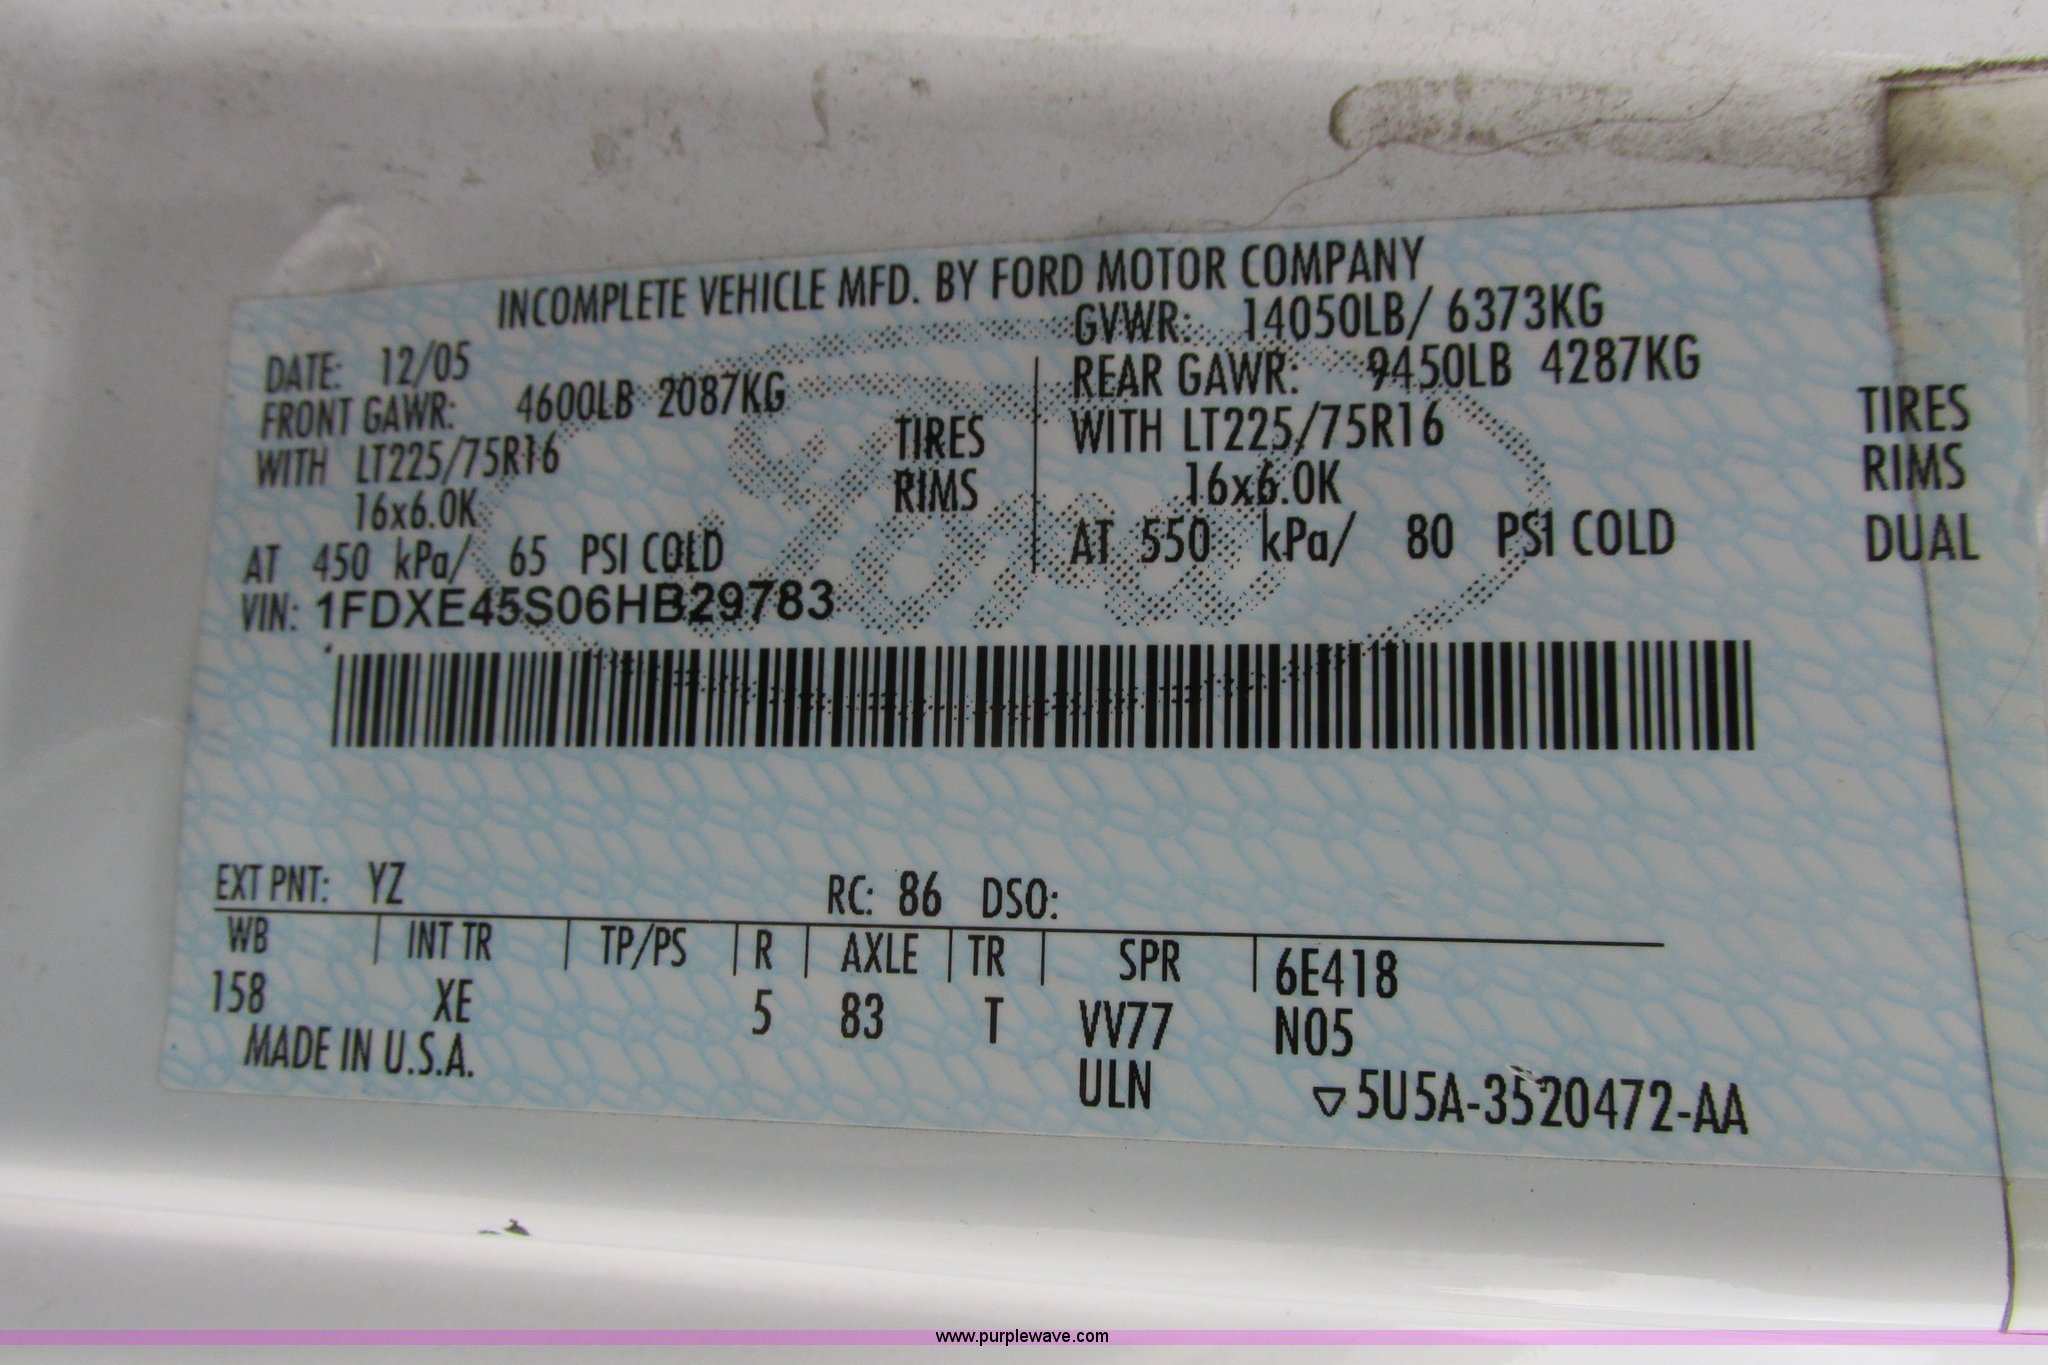 INCOMPLETE VEHICLE MFD. BY FORD MOTOR COMPANY
DATE: 12/05 GVWR: 14050LB/ 6373KG
FRONT GAWR: 4600LB 2087KG REAR GAWR: 9450LB 4287KG
WITH LT225/75R16 TIRES WITH LT225/75R16 TIRES
16x6.0K RIMS 16x6.0K RIMS
AT 450 kPa/ 65 PSI COLD AT 550 kPa/ 80 PSI COLD DUAL
VIN: 1FDXE45S06HB29783
Ford
EXT PNT: YZ RC: 86 DSO:
WB INT TR TP/PS R AXLE TR SPR 6E418
158 XE 5 83 T VV77 N05
MADE IN U.S.A. ULN ▽5U5A-3520472-AA
www.purplewave.com